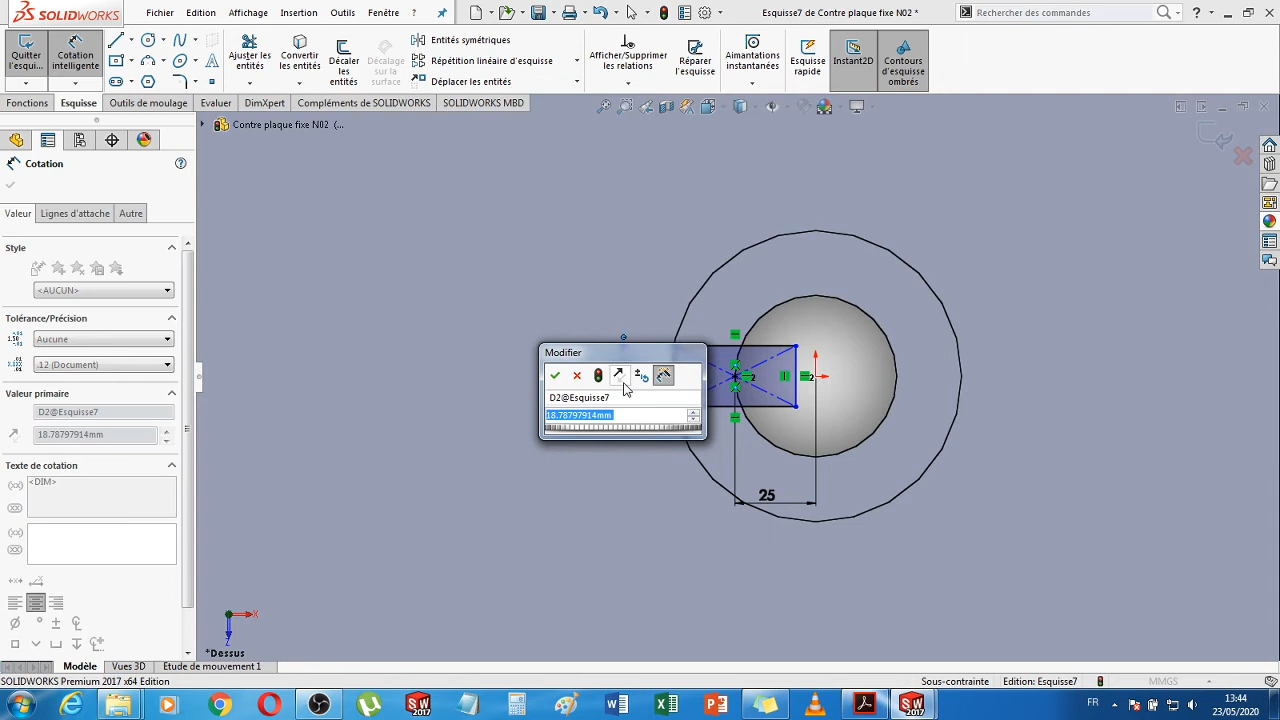 SOLIDWORKS
Fichier Edition Affichage Insertion Outils Fenêtre ?
Esquisse7 de Contre plaque fixe N02 *
Rechercher des commandes
Quitter l'esqui...
Cotation intelligente
Ajuster les entités
Convertir les entités
Décaler les entités
Décalage sur la surface
Entités symétriques
Répétition linéaire d'esquisse
Déplacer les entités
Afficher/Supprimer les relations
Réparer l'esquisse
Aimantations instantanées
Esquisse rapide
Instant2D
Contours d'esquisse ombrés
Fonctions Esquisse Outils de moulage Evaluer DimXpert Compléments de SOLIDWORKS SOLIDWORKS MBD
Contre plaque fixe N02 (...
Cotation
Valeur Lignes d'attache Autre
Style
<AUCUN>
Tolérance/Précision
Aucune
.12 (Document)
Valeur primaire
D2@Esquisse7
18.78797914mm
Texte de cotation
<DIM>
Modifier
D2@Esquisse7
18.78797914mm
25
X
Z
*Dessus
Modèle Vues 3D Etude de mouvement 1
SOLIDWORKS Premium 2017 x64 Edition
Sous-contrainte
Edition: Esquisse7
MMGS
FR
13:44
23/05/2020